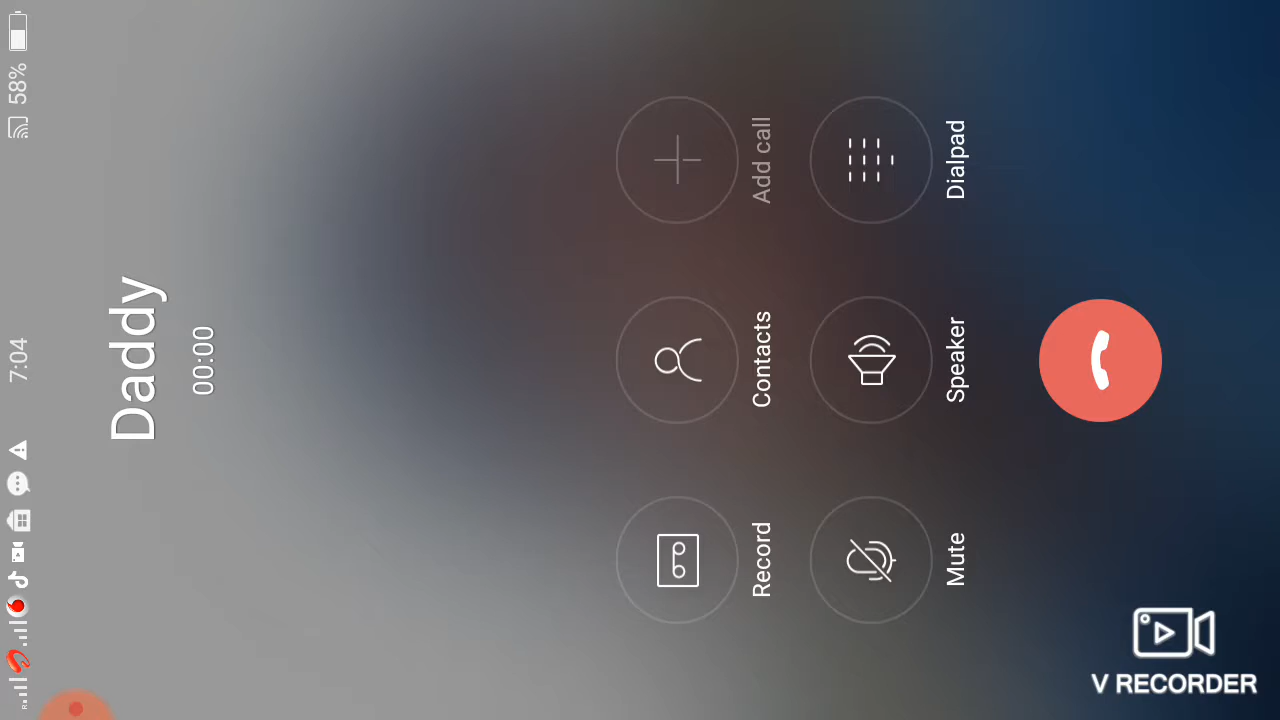 7:04
58%
Daddy
00:00
Record
Contacts
Add call
Mute
Speaker
Dialpad
V RECORDER